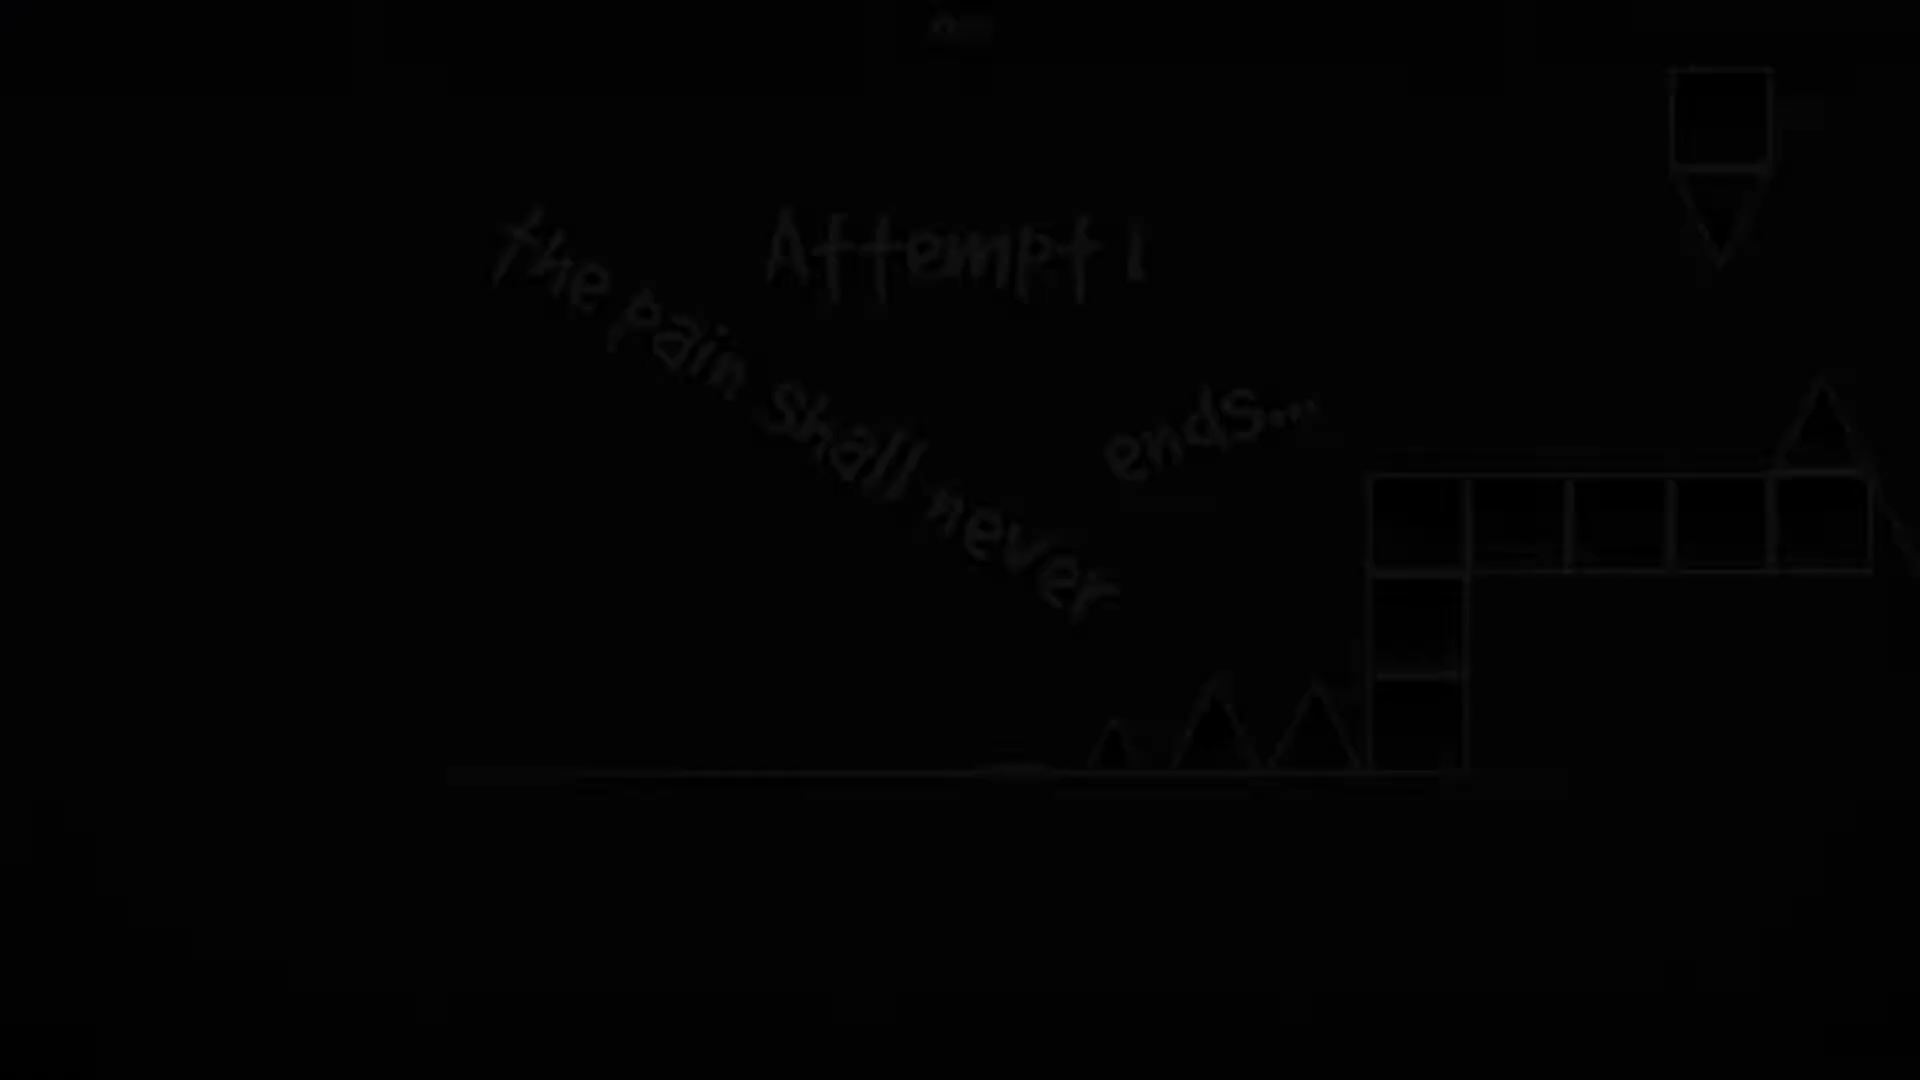 Attempt 1
the pain shall never
ends...